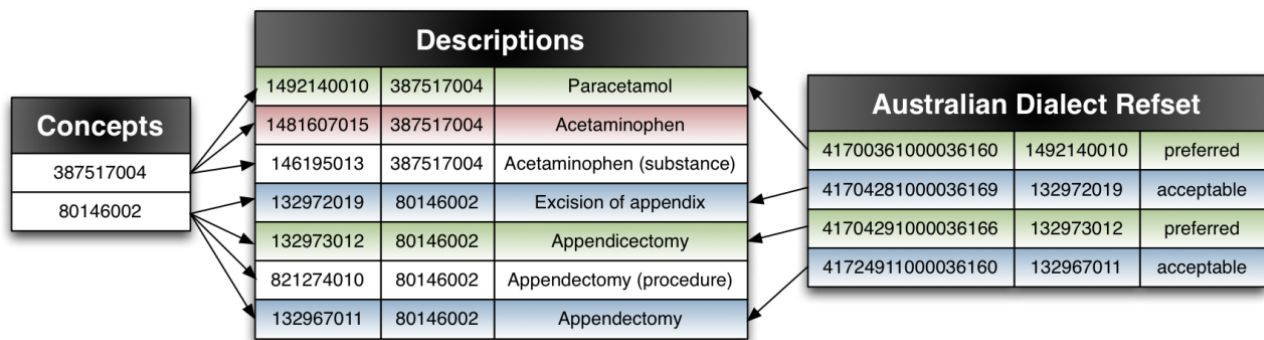 Concepts
387517004
80146002
Descriptions
1492140010 387517004 Paracetamol
1481607015 387517004 Acetaminophen
146195013 387517004 Acetaminophen (substance)
132972019 80146002 Excision of appendix
132973012 80146002 Appendicectomy
821274010 80146002 Appendectomy (procedure)
132967011 80146002 Appendectomy
Australian Dialect Refset
41700361000036160 1492140010 preferred
41704281000036169 132972019 acceptable
41704291000036166 132973012 preferred
41724911000036160 132967011 acceptable